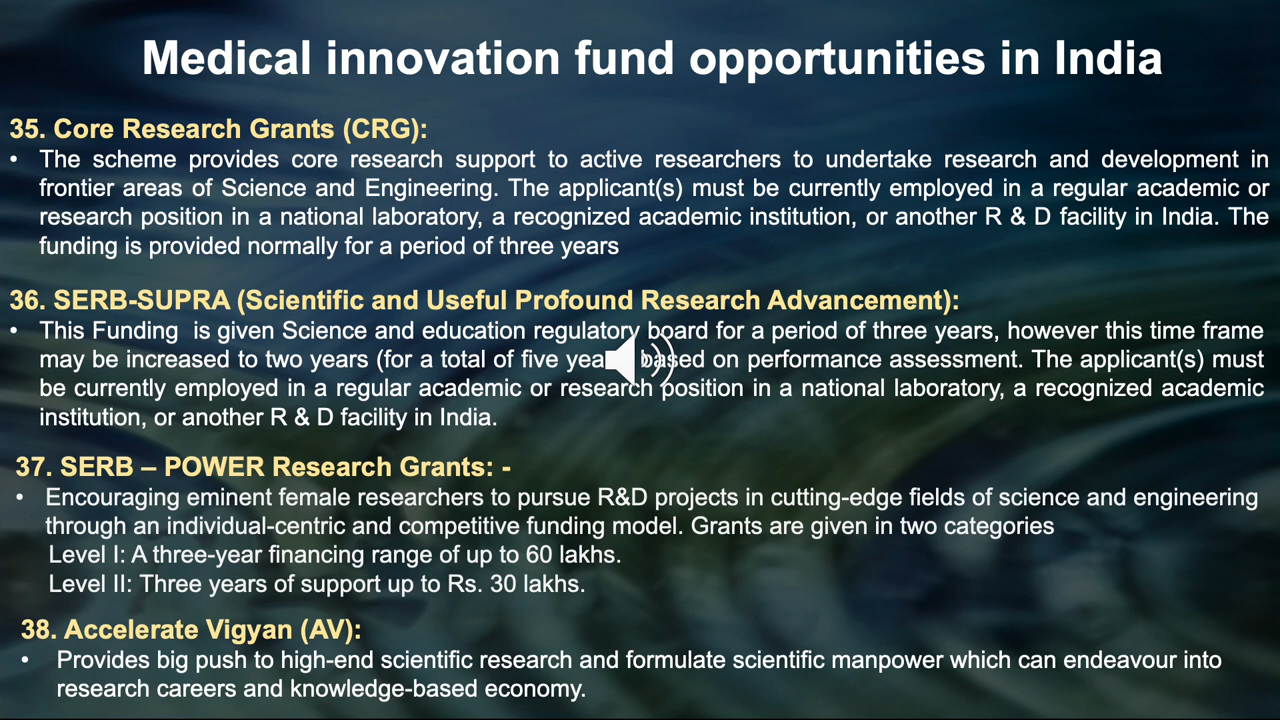 Medical innovation fund opportunities in India
35. Core Research Grants (CRG):
• The scheme provides core research support to active researchers to undertake research and development in
frontier areas of Science and Engineering. The applicant(s) must be currently employed in a regular academic or
research position in a national laboratory, a recognized academic institution, or another R & D facility in India. The
funding is provided normally for a period of three years
36. SERB-SUPRA (Scientific and Useful Profound Research Advancement):
• This Funding is given Science and education regulatory board for a period of three years, however this time frame
may be increased to two years (for a total of five yea based on performance assessment. The applicant(s) must
be currently employed in a regular academic or research position in a national laboratory, a recognized academic
institution, or another R & D facility in India.
37. SERB – POWER Research Grants: -
• Encouraging eminent female researchers to pursue R&D projects in cutting-edge fields of science and engineering
through an individual-centric and competitive funding model. Grants are given in two categories
Level I: A three-year financing range of up to 60 lakhs.
Level II: Three years of support up to Rs. 30 lakhs.
38. Accelerate Vigyan (AV):
• Provides big push to high-end scientific research and formulate scientific manpower which can endeavour into
research careers and knowledge-based economy.